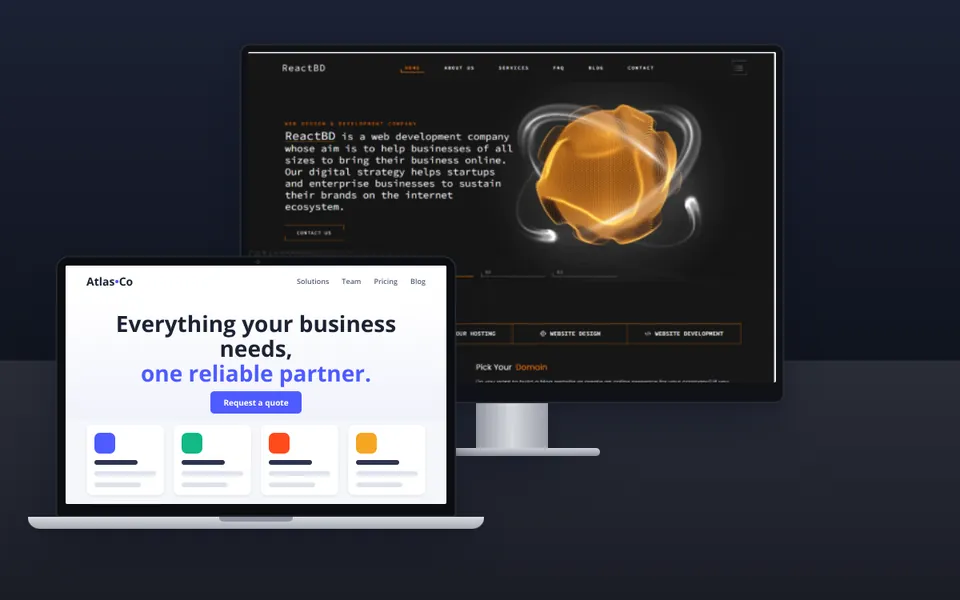 ReactBD
HOME ABOUT US SERVICES FAQ BLOG CONTACT
WEB DESIGN & DEVELOPMENT COMPANY
ReactBD is a web development company
whose aim is to help businesses of all
sizes to bring their business online.
Our digital strategy helps startups
and enterprise businesses to sustain
their brands on the internet
ecosystem.
CONTACT US
OUR HOSTING WEBSITE DESIGN </> WEBSITE DEVELOPMENT
Pick Your Domain
Atlas•Co
Solutions Team Pricing Blog
Everything your business
needs,
one reliable partner.
Request a quote